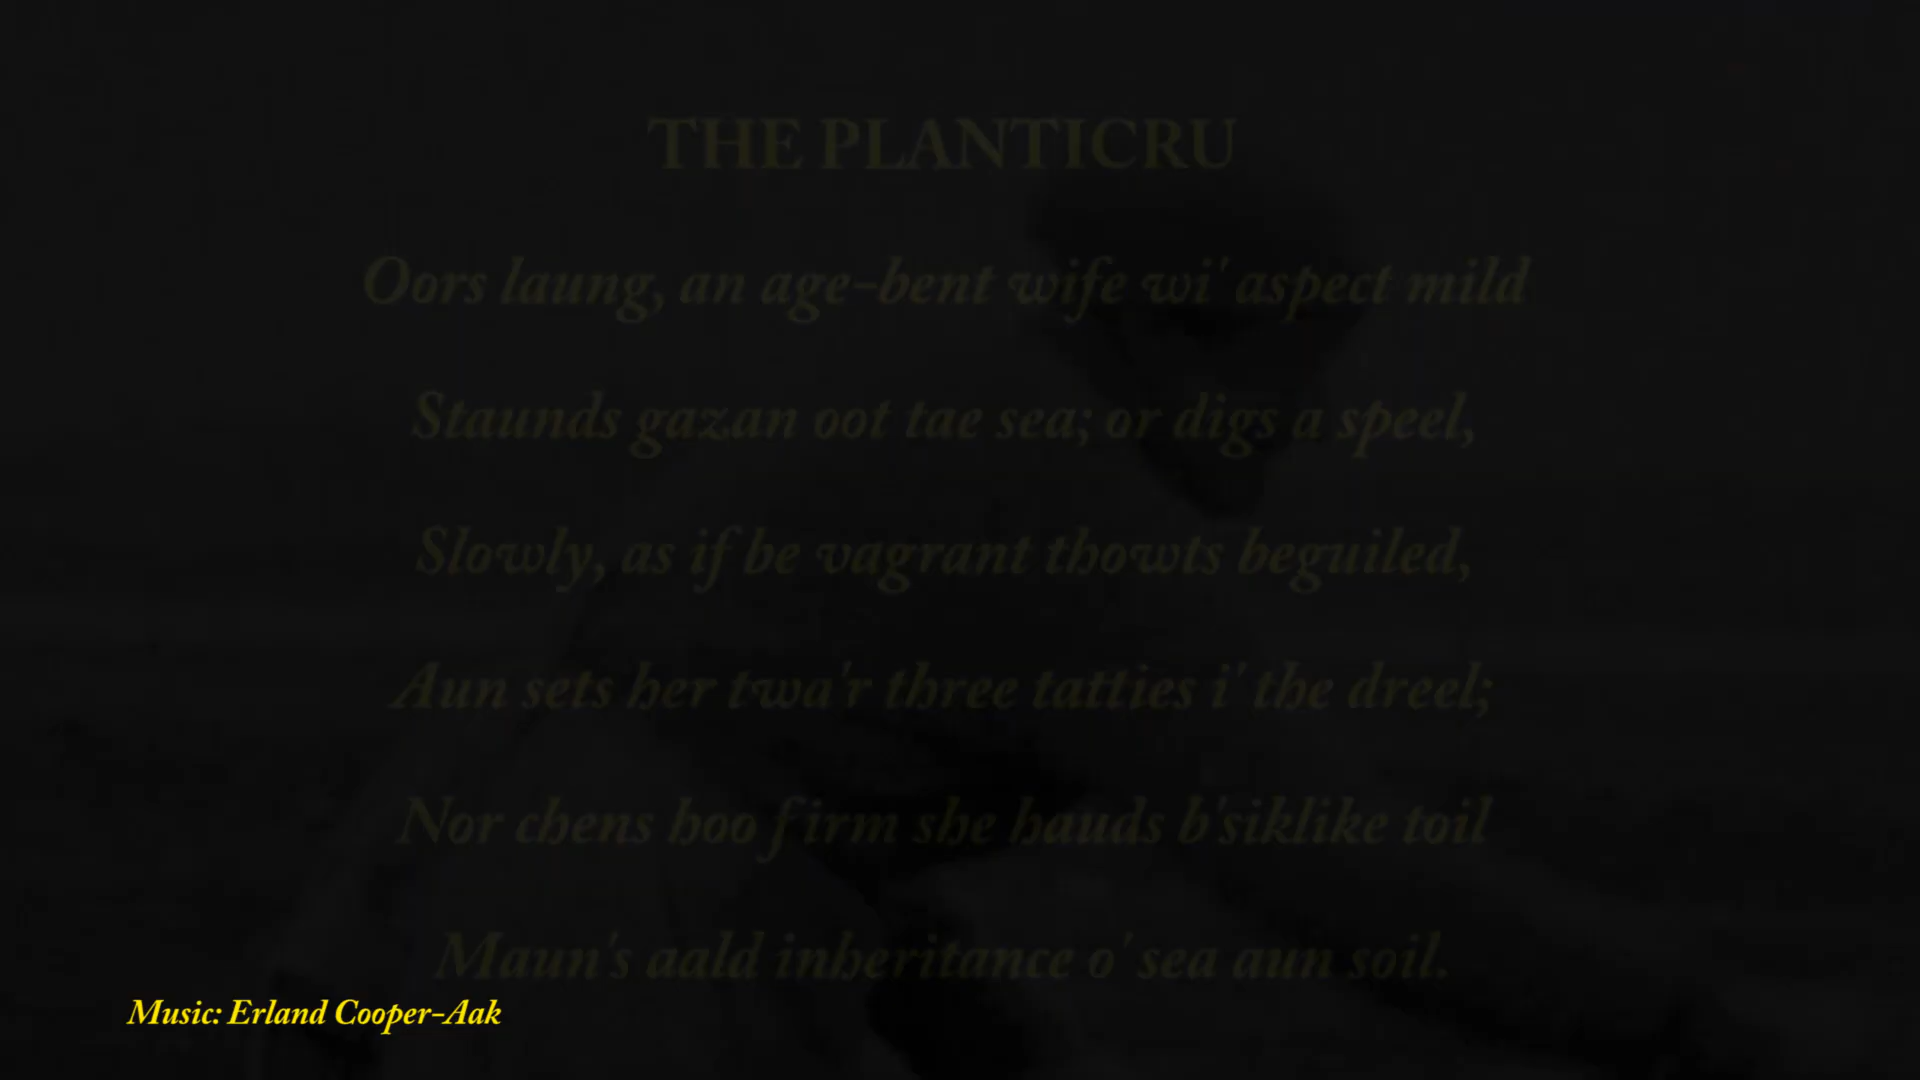 THE PLANTICRU
Oors laung, an age-bent wife wi' aspect mild
Staunds gazan oot tae sea; or digs a speel,
Slowly, as if be vagrant thowts beguiled,
Aun sets her twa'r three tatties i' the dreel;
Nor chens hoo firm she hauds b'siklike toil
Maun's aald inheritance o' sea aun soil.
Music: Erland Cooper-Aak